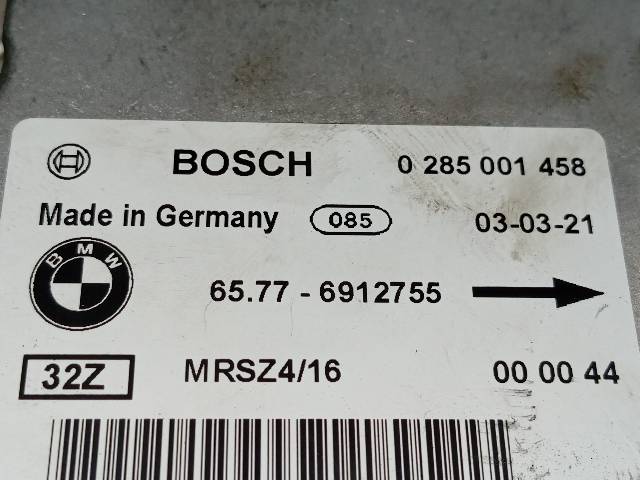 BOSCH 0 285 001 458
Made in Germany 085 03-03-21
BMW
65.77 - 6912755
32Z MRSZ4/16 00 00 44